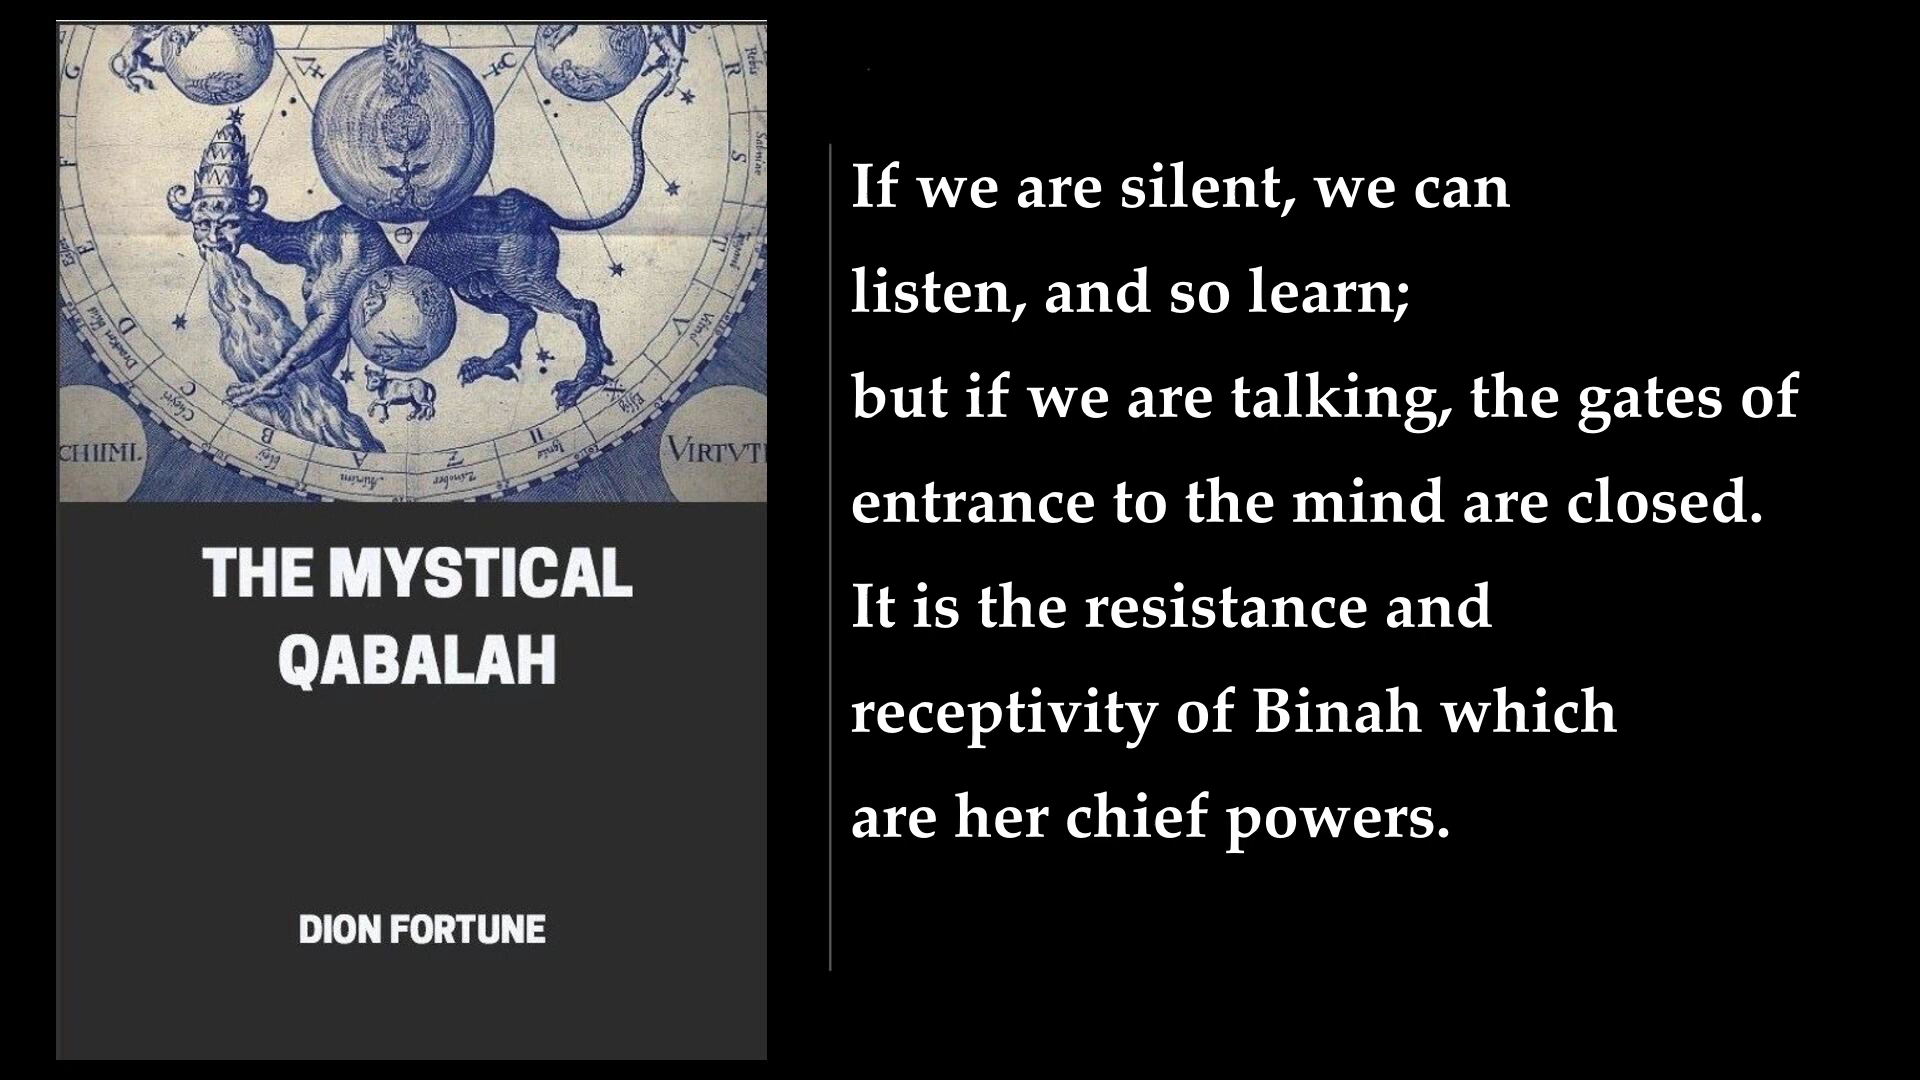 CHIIMI.
VIRTVTI
THE MYSTICAL
QABALAH
DION FORTUNE
If we are silent, we can
listen, and so learn;
but if we are talking, the gates of
entrance to the mind are closed.
It is the resistance and
receptivity of Binah which
are her chief powers.